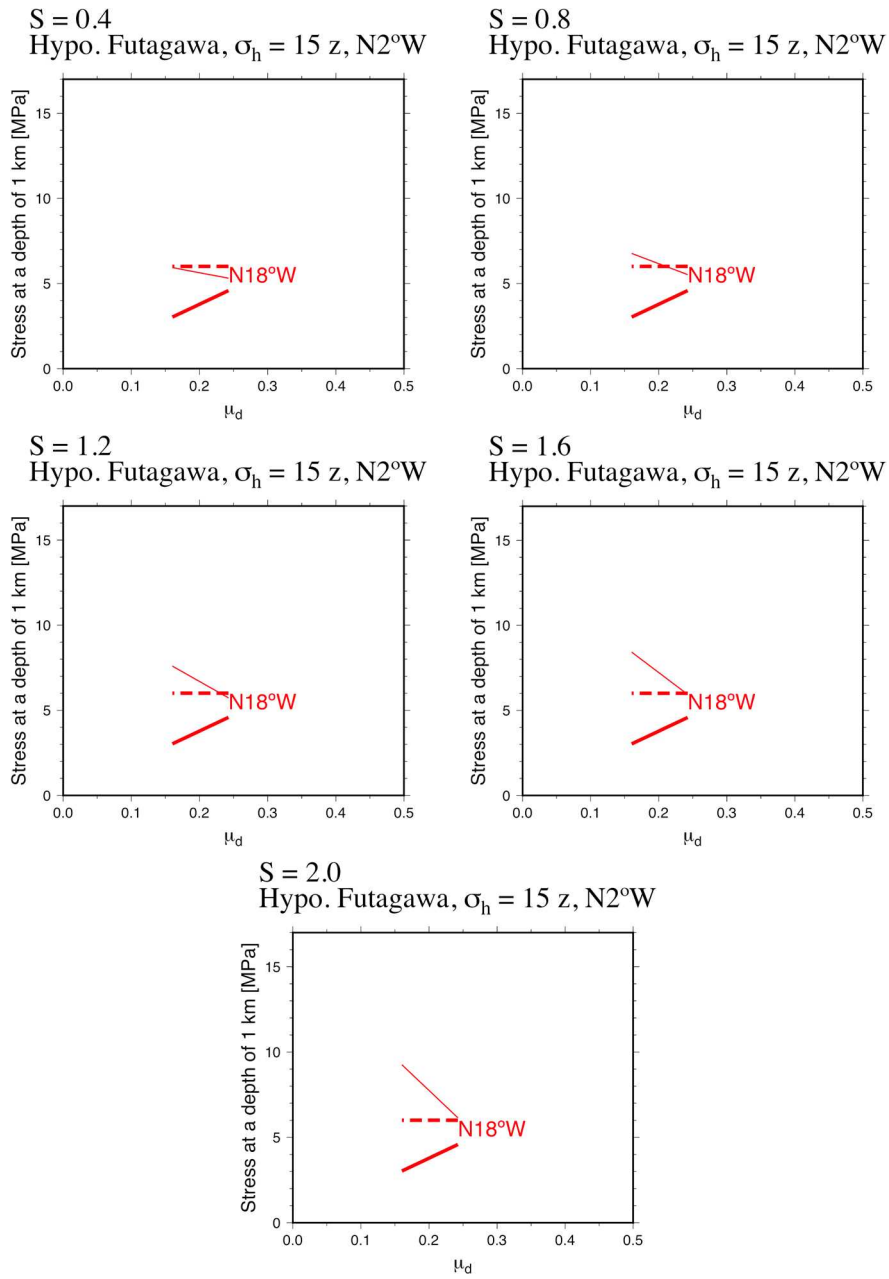 S = 0.4
Hypo. Futagawa, σh = 15 z, N2°W
Stress at a depth of 1 km [MPa]
15
10
5
0
N18°W
0.0 0.1 0.2 0.3 0.4 0.5
μd
S = 0.8
Hypo. Futagawa, σh = 15 z, N2°W
Stress at a depth of 1 km [MPa]
15
10
5
0
N18°W
0.0 0.1 0.2 0.3 0.4 0.5
μd
S = 1.2
Hypo. Futagawa, σh = 15 z, N2°W
Stress at a depth of 1 km [MPa]
15
10
5
0
N18°W
0.0 0.1 0.2 0.3 0.4 0.5
μd
S = 1.6
Hypo. Futagawa, σh = 15 z, N2°W
Stress at a depth of 1 km [MPa]
15
10
5
0
N18°W
0.0 0.1 0.2 0.3 0.4 0.5
μd
S = 2.0
Hypo. Futagawa, σh = 15 z, N2°W
Stress at a depth of 1 km [MPa]
15
10
5
0
N18°W
0.0 0.1 0.2 0.3 0.4 0.5
μd